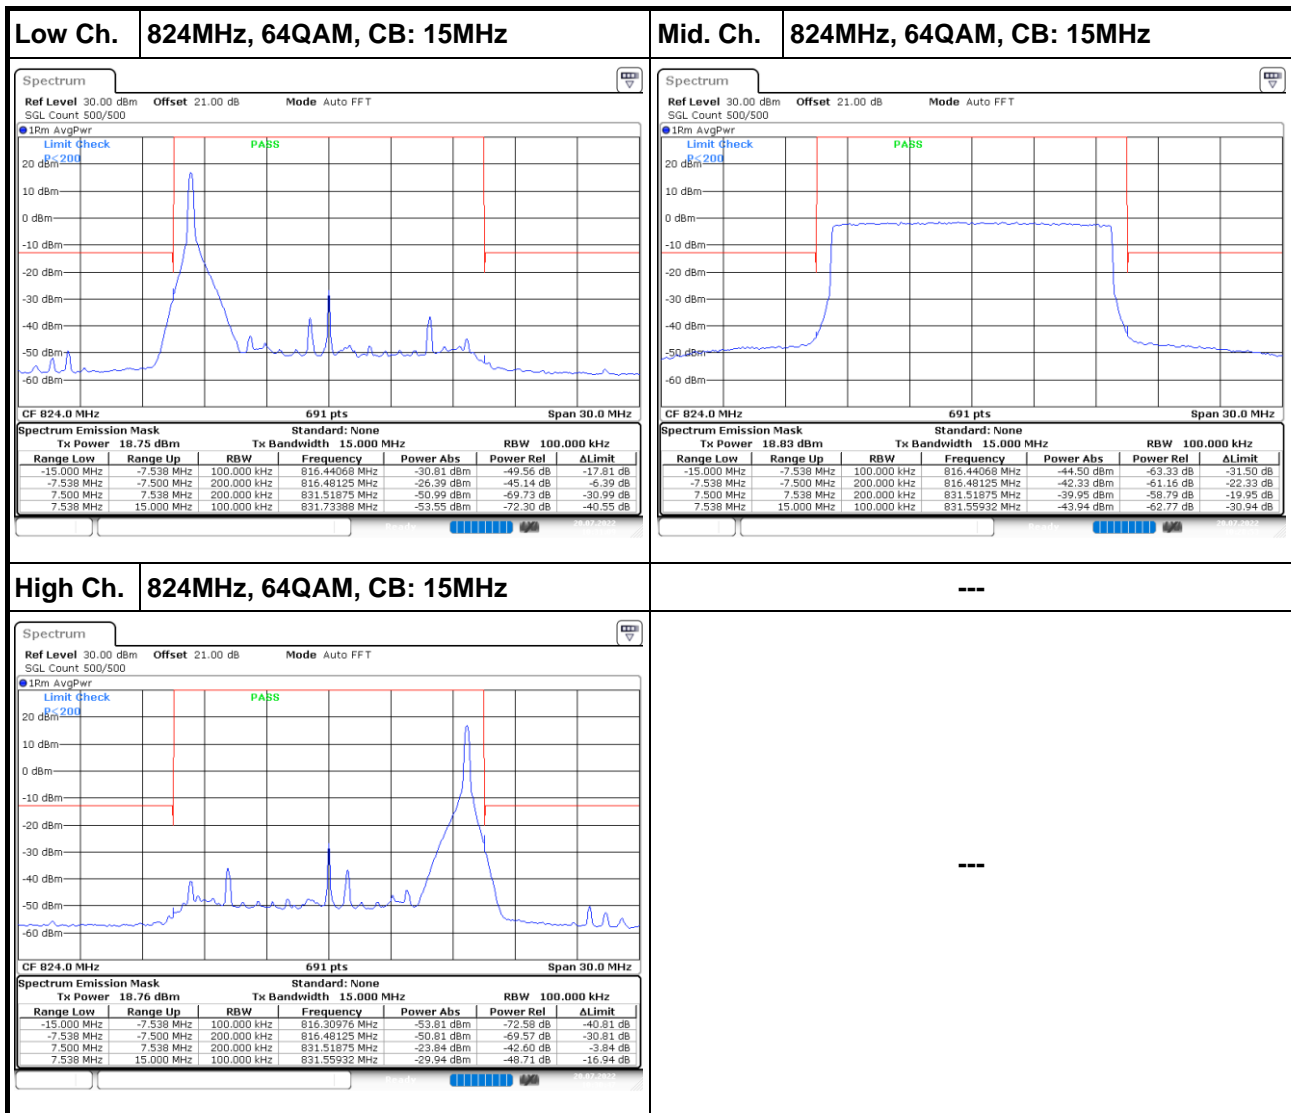 Low Ch. 824MHz, 64QAM, CB: 15MHz
Spectrum
Ref Level 30.00 dBm Offset 21.00 dB Mode Auto FFT
SGL Count 500/500
1Rm AvgPwr
Limit Check PASS
P<200
20 dBm
10 dBm
0 dBm
-10 dBm
-20 dBm
-30 dBm
-40 dBm
-50 dBm
-60 dBm
CF 824.0 MHz 691 pts Span 30.0 MHz
Spectrum Emission Mask Standard: None
Tx Power 18.75 dBm Tx Bandwidth 15.000 MHz RBW 100.000 kHz
Range Low Range Up RBW Frequency Power Abs Power Rel ΔLimit
-15.000 MHz -7.538 MHz 100.000 kHz 816.44068 MHz -30.81 dBm -49.56 dB -17.81 dB
-7.538 MHz -7.500 MHz 200.000 kHz 816.48125 MHz -26.39 dBm -45.14 dB -6.39 dB
7.500 MHz 7.538 MHz 200.000 kHz 831.51875 MHz -50.99 dBm -69.73 dB -30.99 dB
7.538 MHz 15.000 MHz 100.000 kHz 831.73388 MHz -53.55 dBm -72.30 dB -40.55 dB
Ready 28.07.2022
Mid. Ch. 824MHz, 64QAM, CB: 15MHz
Spectrum
Ref Level 30.00 dBm Offset 21.00 dB Mode Auto FFT
SGL Count 500/500
1Rm AvgPwr
Limit Check PASS
P<200
20 dBm
10 dBm
0 dBm
-10 dBm
-20 dBm
-30 dBm
-40 dBm
-50 dBm
-60 dBm
CF 824.0 MHz 691 pts Span 30.0 MHz
Spectrum Emission Mask Standard: None
Tx Power 18.83 dBm Tx Bandwidth 15.000 MHz RBW 100.000 kHz
Range Low Range Up RBW Frequency Power Abs Power Rel ΔLimit
-15.000 MHz -7.538 MHz 100.000 kHz 816.44068 MHz -44.50 dBm -63.33 dB -31.50 dB
-7.538 MHz -7.500 MHz 200.000 kHz 816.48125 MHz -42.33 dBm -61.16 dB -22.33 dB
7.500 MHz 7.538 MHz 200.000 kHz 831.51875 MHz -39.95 dBm -58.79 dB -19.95 dB
7.538 MHz 15.000 MHz 100.000 kHz 831.55932 MHz -43.94 dBm -62.77 dB -30.94 dB
Ready 28.07.2022
High Ch. 824MHz, 64QAM, CB: 15MHz
---
Spectrum
Ref Level 30.00 dBm Offset 21.00 dB Mode Auto FFT
SGL Count 500/500
1Rm AvgPwr
Limit Check PASS
P<200
20 dBm
10 dBm
0 dBm
-10 dBm
-20 dBm
-30 dBm
-40 dBm
-50 dBm
-60 dBm
CF 824.0 MHz 691 pts Span 30.0 MHz
Spectrum Emission Mask Standard: None
Tx Power 18.76 dBm Tx Bandwidth 15.000 MHz RBW 100.000 kHz
Range Low Range Up RBW Frequency Power Abs Power Rel ΔLimit
-15.000 MHz -7.538 MHz 100.000 kHz 816.30976 MHz -53.81 dBm -72.58 dB -40.81 dB
-7.538 MHz -7.500 MHz 200.000 kHz 816.48125 MHz -50.81 dBm -69.57 dB -30.81 dB
7.500 MHz 7.538 MHz 200.000 kHz 831.51875 MHz -23.84 dBm -42.60 dB -3.84 dB
7.538 MHz 15.000 MHz 100.000 kHz 831.55932 MHz -29.94 dBm -48.71 dB -16.94 dB
Ready 28.07.2022
---